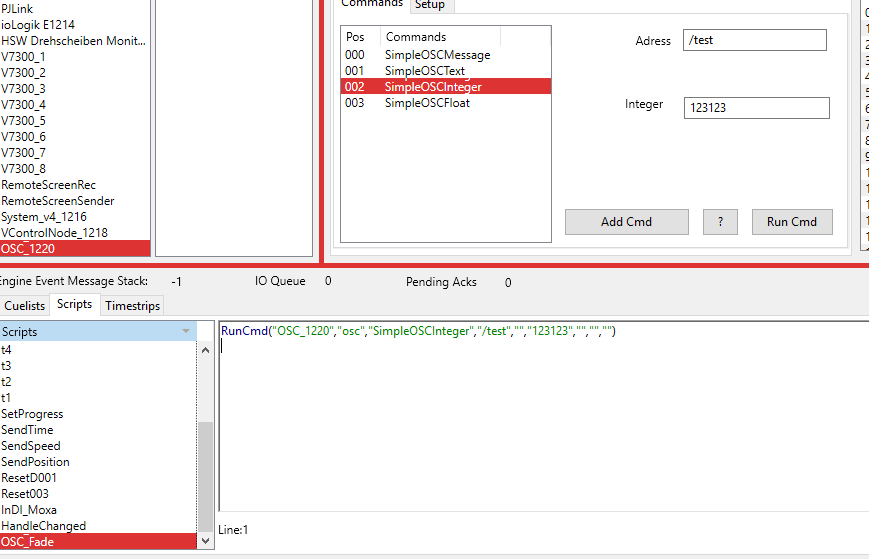 PJLink
ioLogik E1214
HSW Drehscheiben Monit...
V7300_1
V7300_2
V7300_3
V7300_4
V7300_5
V7300_6
V7300_7
V7300_8
RemoteScreenRec
RemoteScreenSender
System_v4_1216
VControlNode_1218
OSC_1220
Commands Setup
Pos Commands
000 SimpleOSCMessage
001 SimpleOSCText
002 SimpleOSCInteger
003 SimpleOSCFloat
Adress /test
Integer 123123
Add Cmd ? Run Cmd
Engine Event Message Stack: -1 IO Queue 0 Pending Acks 0
Cuelists Scripts Timestrips
Scripts
t4
t3
t2
t1
SetProgress
SendTime
SendSpeed
SendPosition
ResetD001
Reset003
InDI_Moxa
HandleChanged
OSC_Fade
RunCmd("OSC_1220","osc","SimpleOSCInteger","/test","","123123","","","")
Line:1